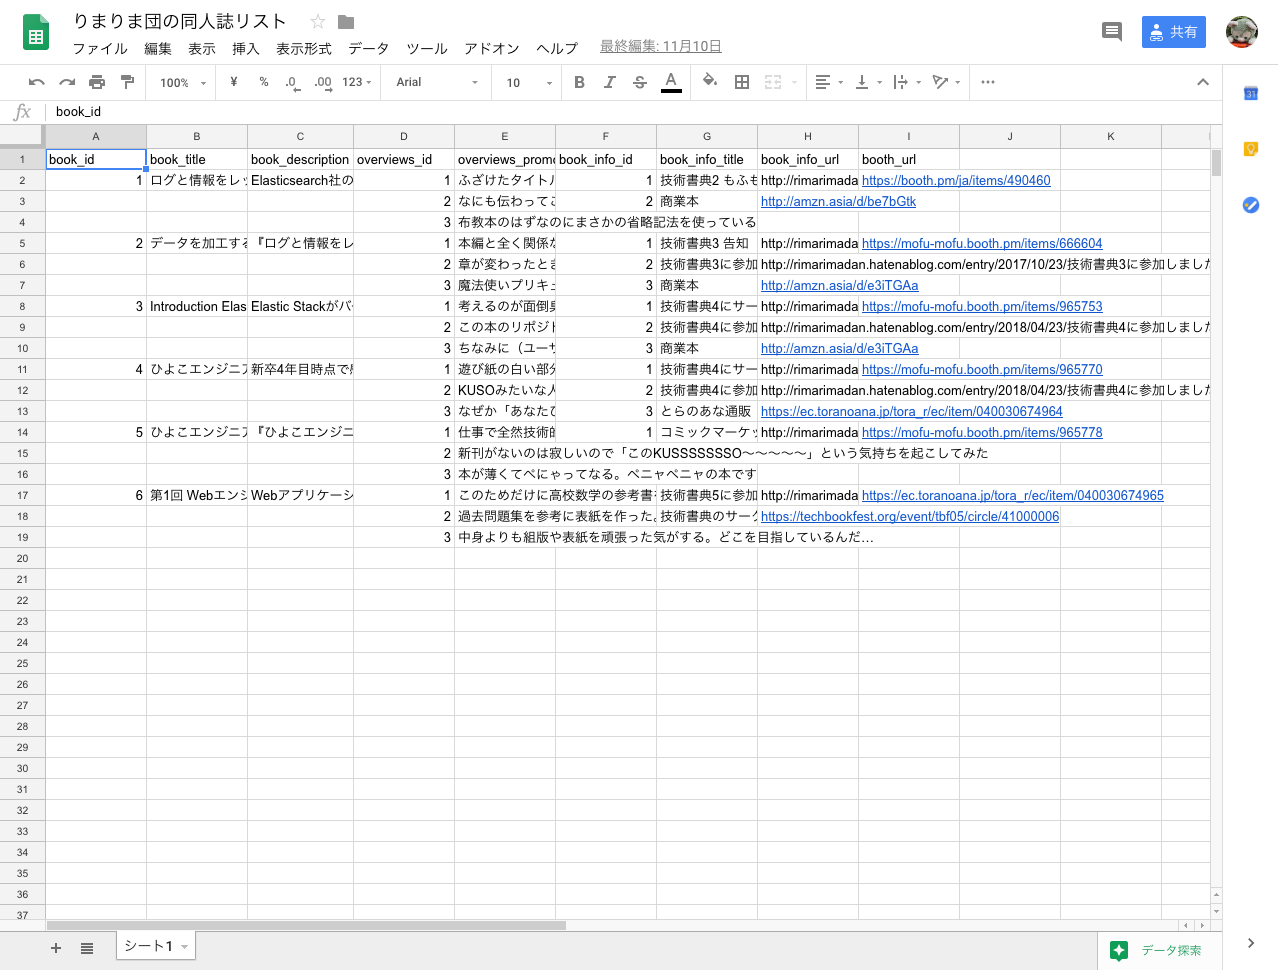 りまりま団の同人誌リスト
ファイル 編集 表示 挿入 表示形式 データ ツール アドオン ヘルプ 最終編集: 11月10日
共有
100% ¥ % .0 .00 123 Arial 10 B I S A
fx book_id
A B C D E F G H I J K
1 book_id book_title book_description overviews_id overviews_promo book_info_id book_info_title book_info_url booth_url
2 1 ログと情報をレッ Elasticsearch社の 1 ふざけたタイトル 1 技術書典2 もふも http://rimarimada https://booth.pm/ja/items/490460
3 2 なにも伝わってこ 2 商業本 http://amzn.asia/d/be7bGtk
4 3 布教本のはずなのにまさかの省略記法を使っている
5 2 データを加工する 『ログと情報をレ 1 本編と全く関係な 1 技術書典3 告知 http://rimarimada https://mofu-mofu.booth.pm/items/666604
6 2 章が変わったとき 2 技術書典3に参加 http://rimarimadan.hatenablog.com/entry/2017/10/23/技術書典3に参加しました
7 3 魔法使いプリキュ 3 商業本 http://amzn.asia/d/e3iTGAa
8 3 Introduction Elas Elastic Stackがバー 1 考えるのが面倒臭 1 技術書典4にサー http://rimarimada https://mofu-mofu.booth.pm/items/965753
9 2 この本のリポジト 2 技術書典4に参加 http://rimarimadan.hatenablog.com/entry/2018/04/23/技術書典4に参加しました
10 3 ちなみに（ユーサ 3 商業本 http://amzn.asia/d/e3iTGAa
11 4 ひよこエンジニア 新卒4年目時点で感 1 遊び紙の白い部分 1 技術書典4にサー http://rimarimada https://mofu-mofu.booth.pm/items/965770
12 2 KUSOみたいな人 2 技術書典4に参加 http://rimarimadan.hatenablog.com/entry/2018/04/23/技術書典4に参加しました
13 3 なぜか「あなたひ 3 とらのあな通販 https://ec.toranoana.jp/tora_r/ec/item/040030674964
14 5 ひよこエンジニア 『ひよこエンジニ 1 仕事で全然技術的 1 コミックマーケッ http://rimarimada https://mofu-mofu.booth.pm/items/965778
15 2 新刊がないのは寂しいので「このKUSSSSSSSO〜〜〜〜〜」という気持ちを起こしてみた
16 3 本が薄くてぺにゃってなる。ペニャペニャの本です
17 6 第1回 Webエンジ Webアプリケーシ 1 このためだけに高校数学の参考書 技術書典5に参加 http://rimarimada https://ec.toranoana.jp/tora_r/ec/item/040030674965
18 2 過去問題集を参考に表紙を作った。 技術書典のサーク https://techbookfest.org/event/tbf05/circle/41000006
19 3 中身よりも組版や表紙を頑張った気がする。どこを目指しているんだ…
20
21
22
23
24
25
26
27
28
29
30
31
32
33
34
35
36
37
シート1
データ探索
31